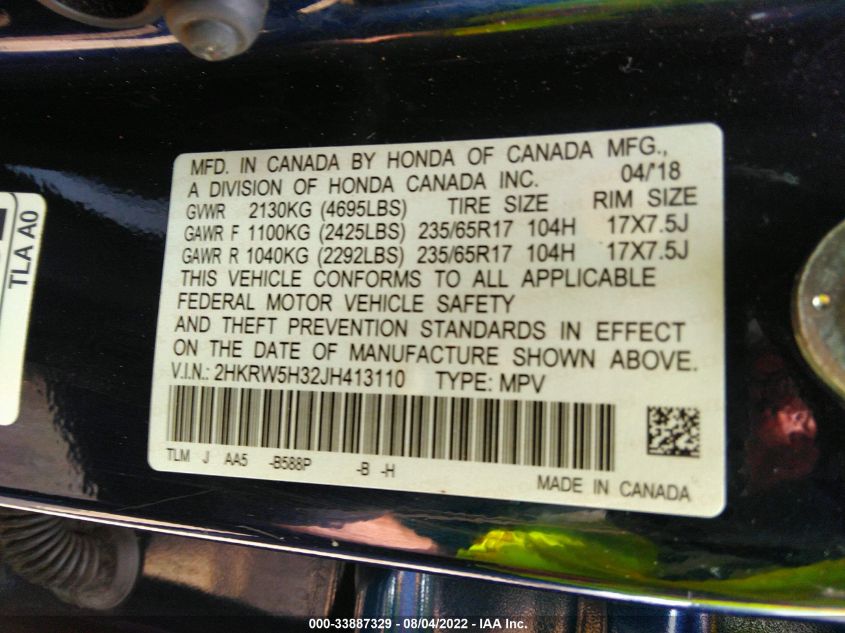 MFD. IN CANADA BY HONDA OF CANADA MFG.,
A DIVISION OF HONDA CANADA INC. 04/'18
GVWR 2130KG (4695LBS) TIRE SIZE RIM SIZE
GAWR F 1100KG (2425LBS) 235/65R17 104H 17X7.5J
GAWR R 1040KG (2292LBS) 235/65R17 104H 17X7.5J
THIS VEHICLE CONFORMS TO ALL APPLICABLE
FEDERAL MOTOR VEHICLE SAFETY
AND THEFT PREVENTION STANDARDS IN EFFECT
ON THE DATE OF MANUFACTURE SHOWN ABOVE.
V.I.N.: 2HKRW5H32JH413110 TYPE: MPV
TLM J AA5 -B588P -B -H
MADE IN CANADA
TLA A0
000-33887329 - 08/04/2022 - IAA Inc.